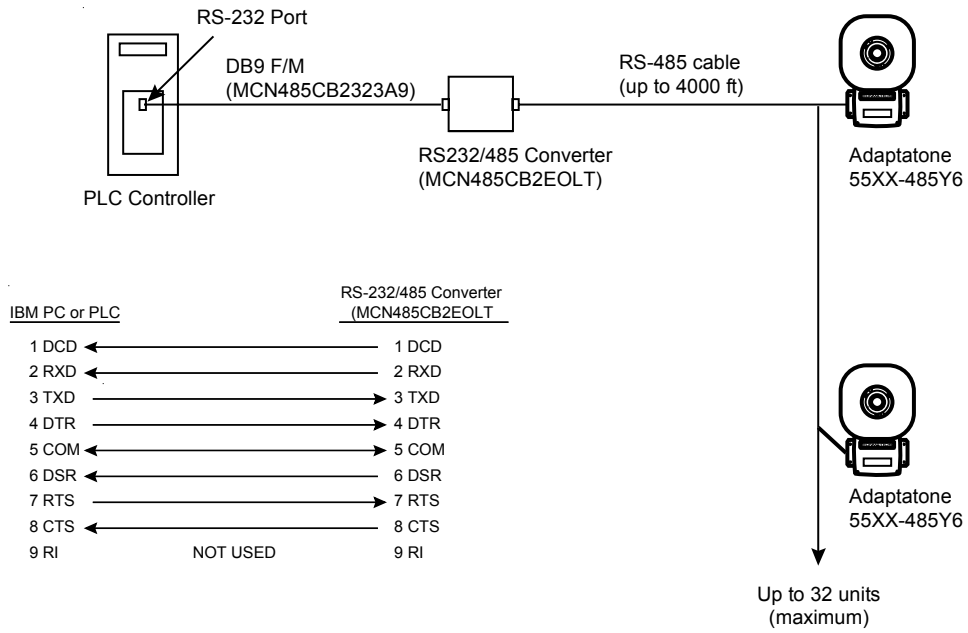 RS-232 Port
DB9 F/M
(MCN485CB2323A9)
RS-485 cable
(up to 4000 ft)
PLC Controller
RS232/485 Converter
(MCN485CB2EOLT)
Adaptatone
55XX-485Y6
IBM PC or PLC
RS-232/485 Converter
(MCN485CB2EOLT
1 DCD 1 DCD
2 RXD 2 RXD
3 TXD 3 TXD
4 DTR 4 DTR
5 COM 5 COM
6 DSR 6 DSR
7 RTS 7 RTS
8 CTS 8 CTS
9 RI NOT USED 9 RI
Adaptatone
55XX-485Y6
Up to 32 units
(maximum)